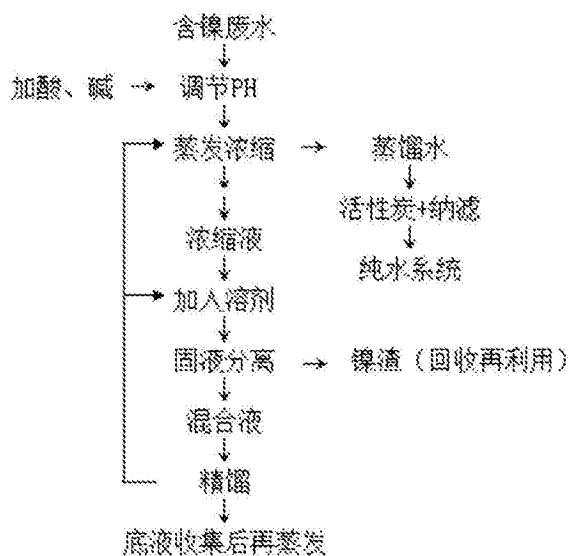 含镍废水
加酸、碱 → 调节PH
蒸发浓缩 → 蒸馏水
活性炭+纳滤
浓缩液
纯水系统
加入溶剂
固液分离 → 镍渣（回收再利用）
混合液
精馏
底液收集后再蒸发